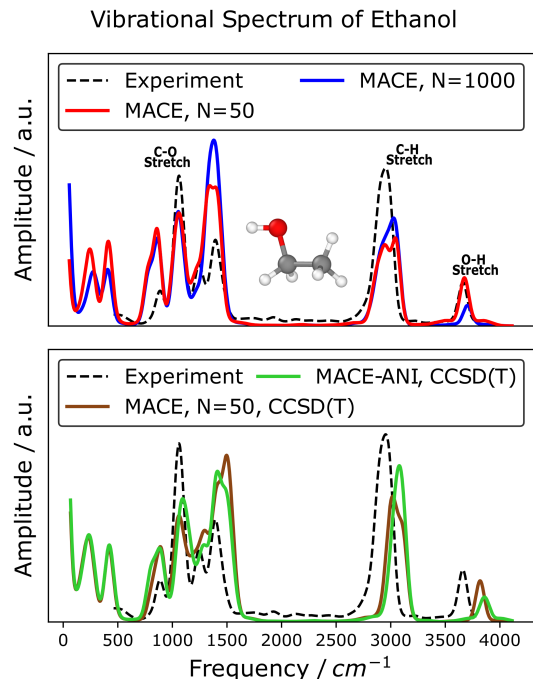 Vibrational Spectrum of Ethanol
Experiment
MACE, N=1000
MACE, N=50
C-O
Stretch
C-H
Stretch
O-H
Stretch
Amplitude / a.u.
Experiment
MACE-ANI, CCSD(T)
MACE, N=50, CCSD(T)
Amplitude / a.u.
0 500 1000 1500 2000 2500 3000 3500 4000
Frequency / cm⁻¹